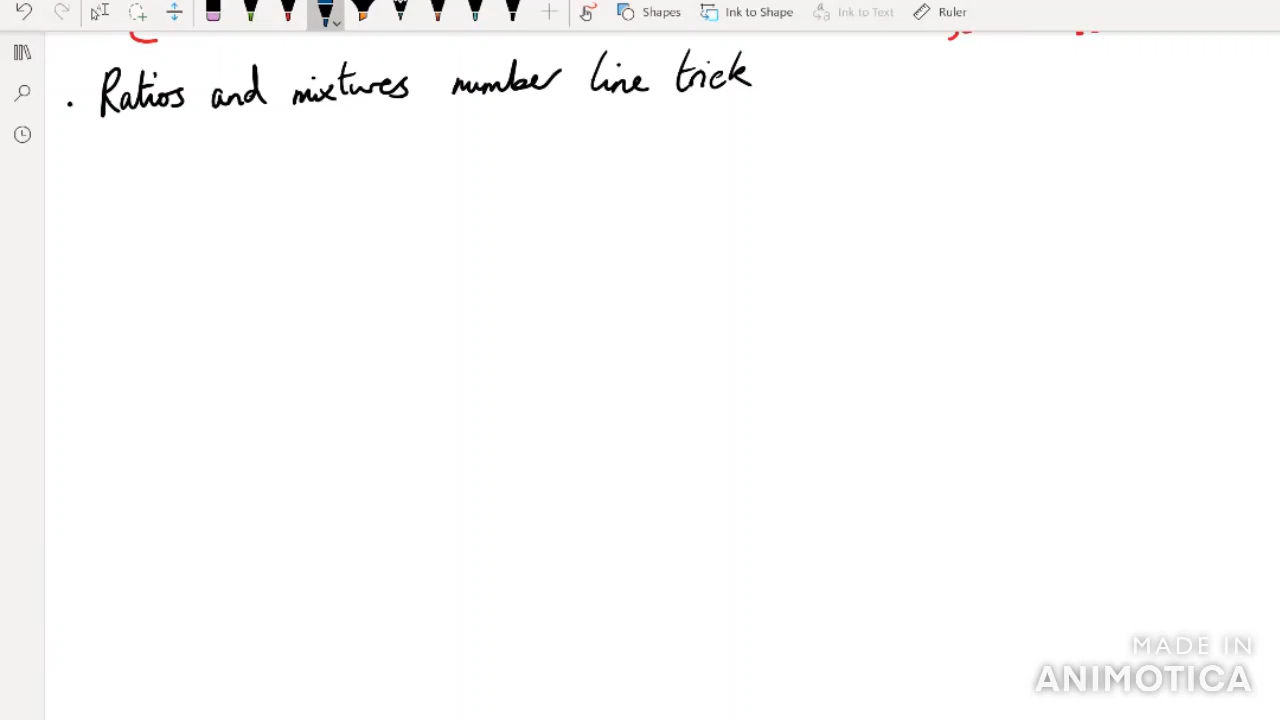 Shapes Ink to Shape Ink to Text Ruler
. Ratios and mixtures number line trick
MADE IN
ANIMOTICA